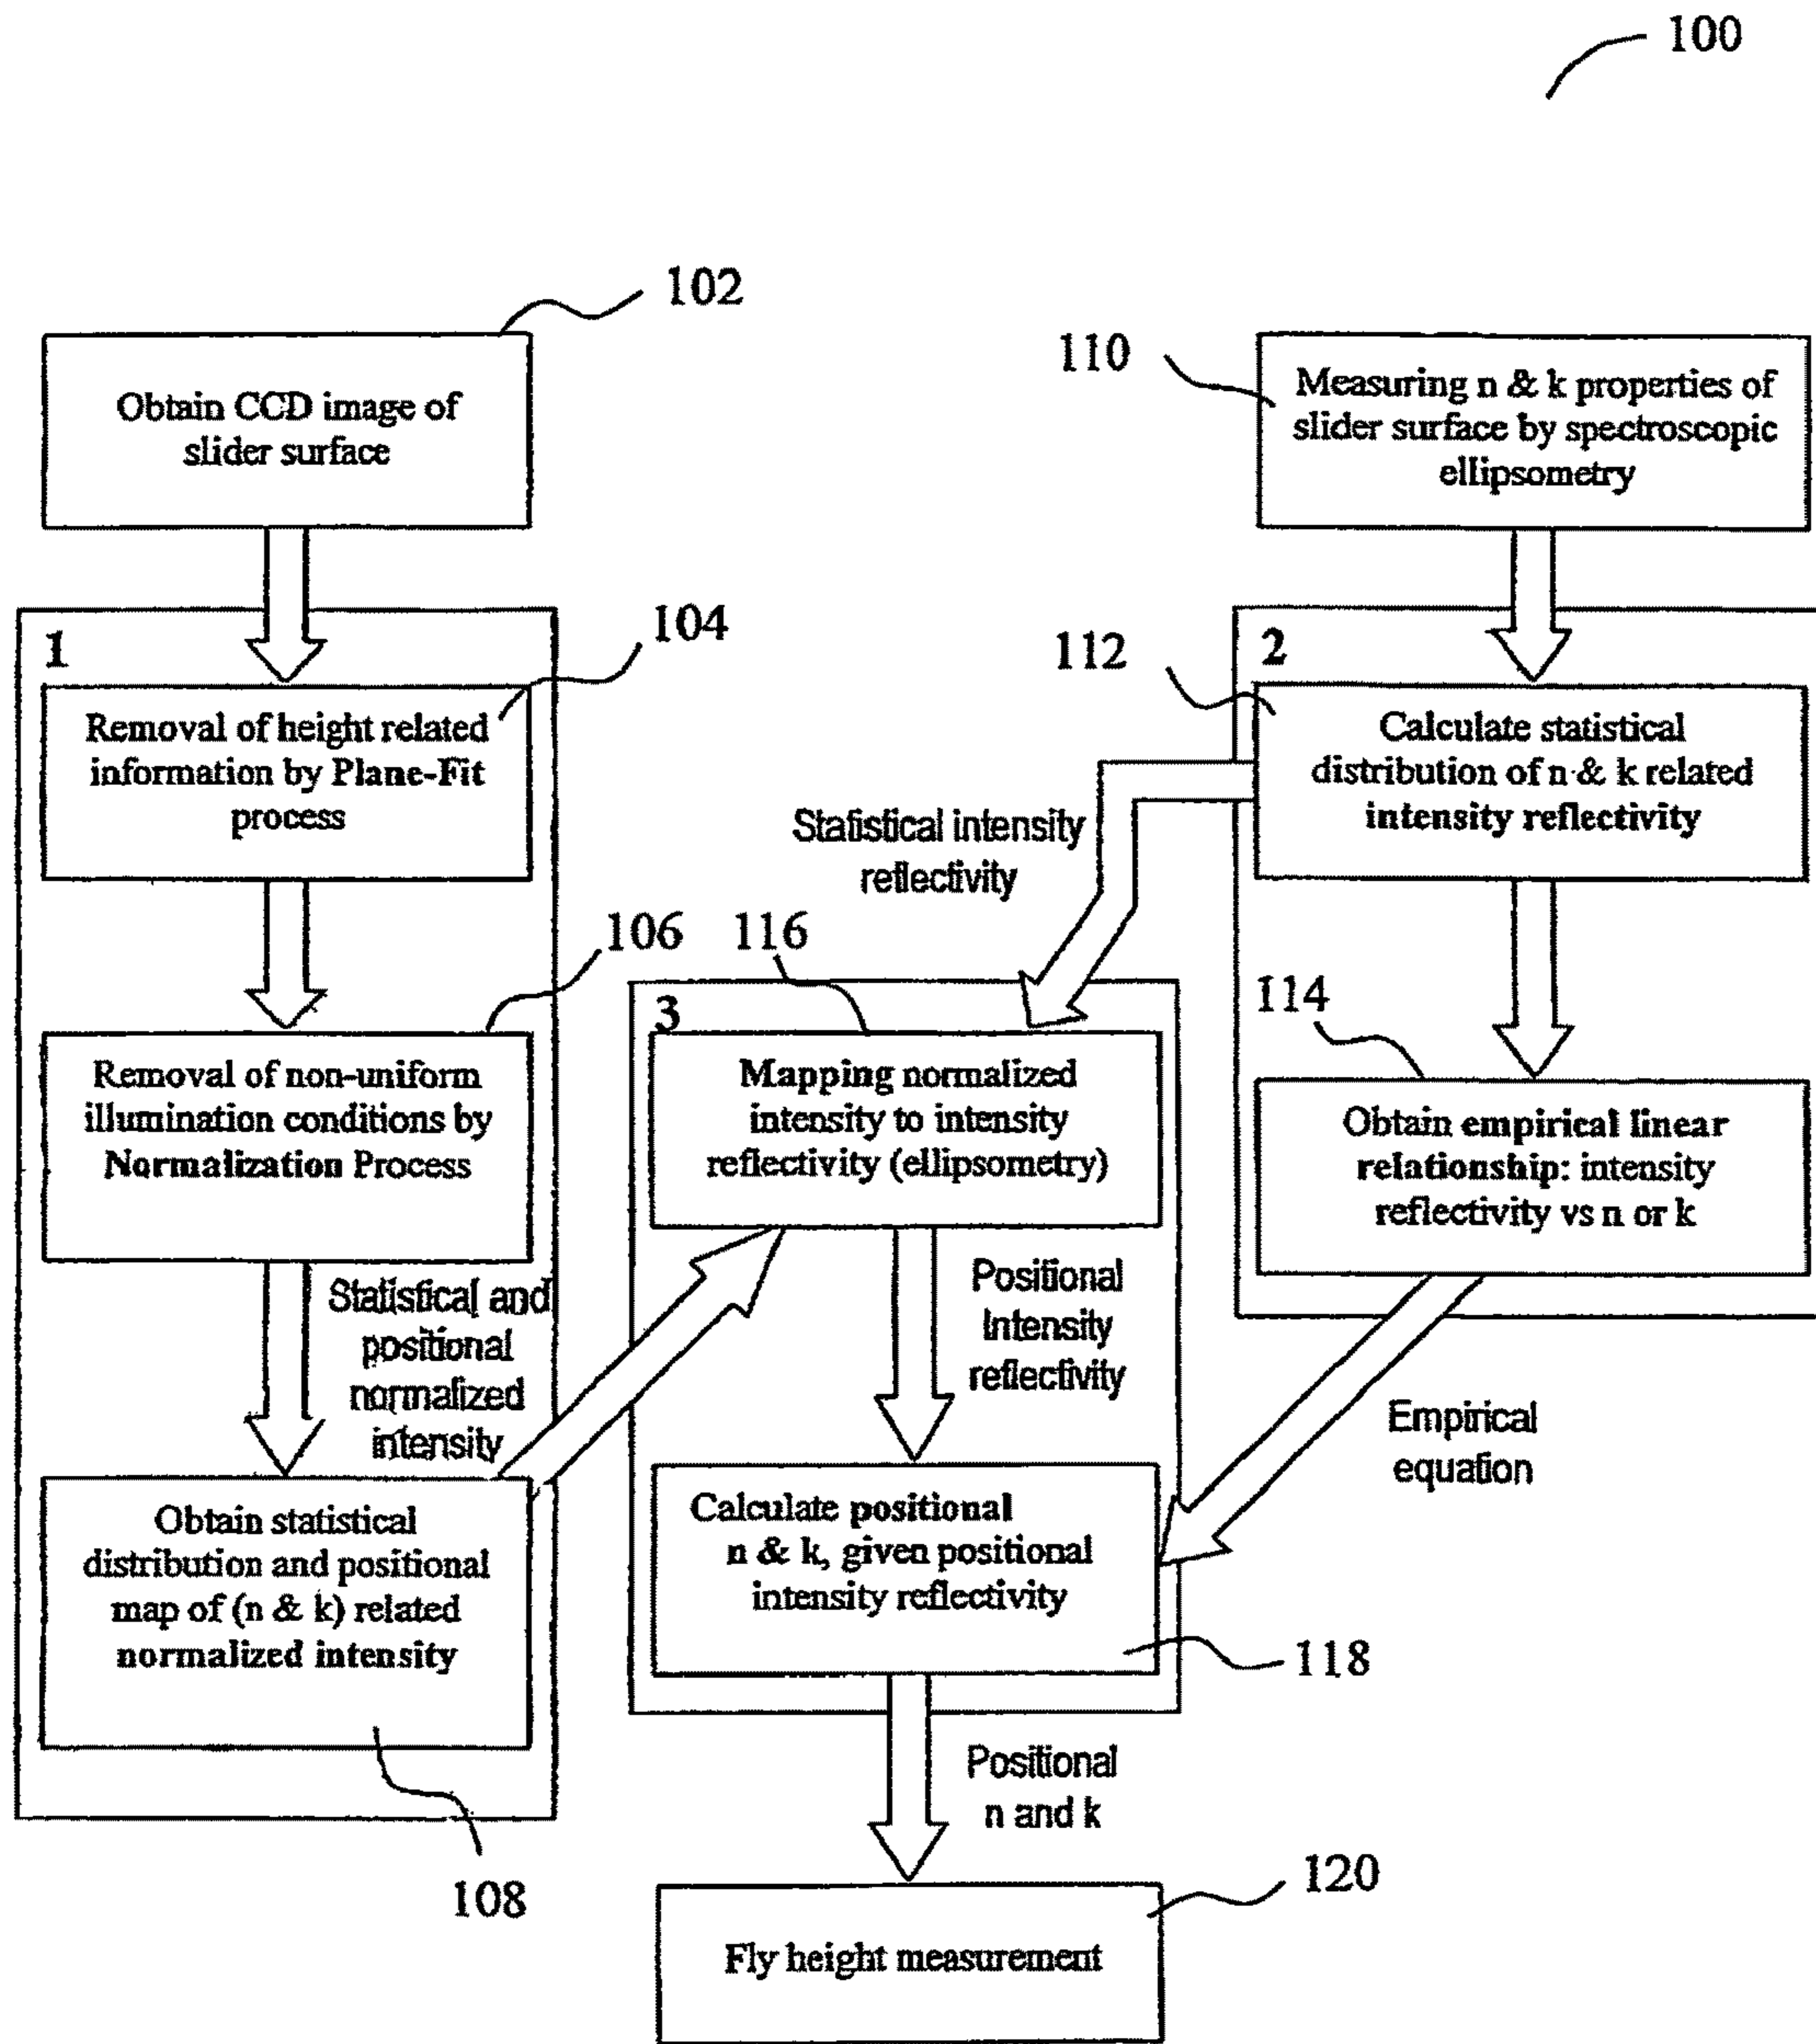 100
102
Obtain CCD image of
slider surface
110
Measuring n & k properties of
slider surface by spectroscopic
ellipsometry
1
104
Removal of height related
information by Plane-Fit
process
2
112
Calculate statistical
distribution of n & k related
intensity reflectivity
Statistical intensity
reflectivity
106
Removal of non-uniform
illumination conditions by
Normalization Process
116
3
Mapping normalized
intensity to intensity
reflectivity (ellipsometry)
114
Obtain empirical linear
relationship: intensity
reflectivity vs n or k
Statistical and
positional
normalized
intensity
Positional
Intensity
reflectivity
Empirical
equation
Obtain statistical
distribution and positional
map of (n & k) related
normalized intensity
108
Calculate positional
n & k, given positional
intensity reflectivity
118
Positional
n and k
120
Fly height measurement